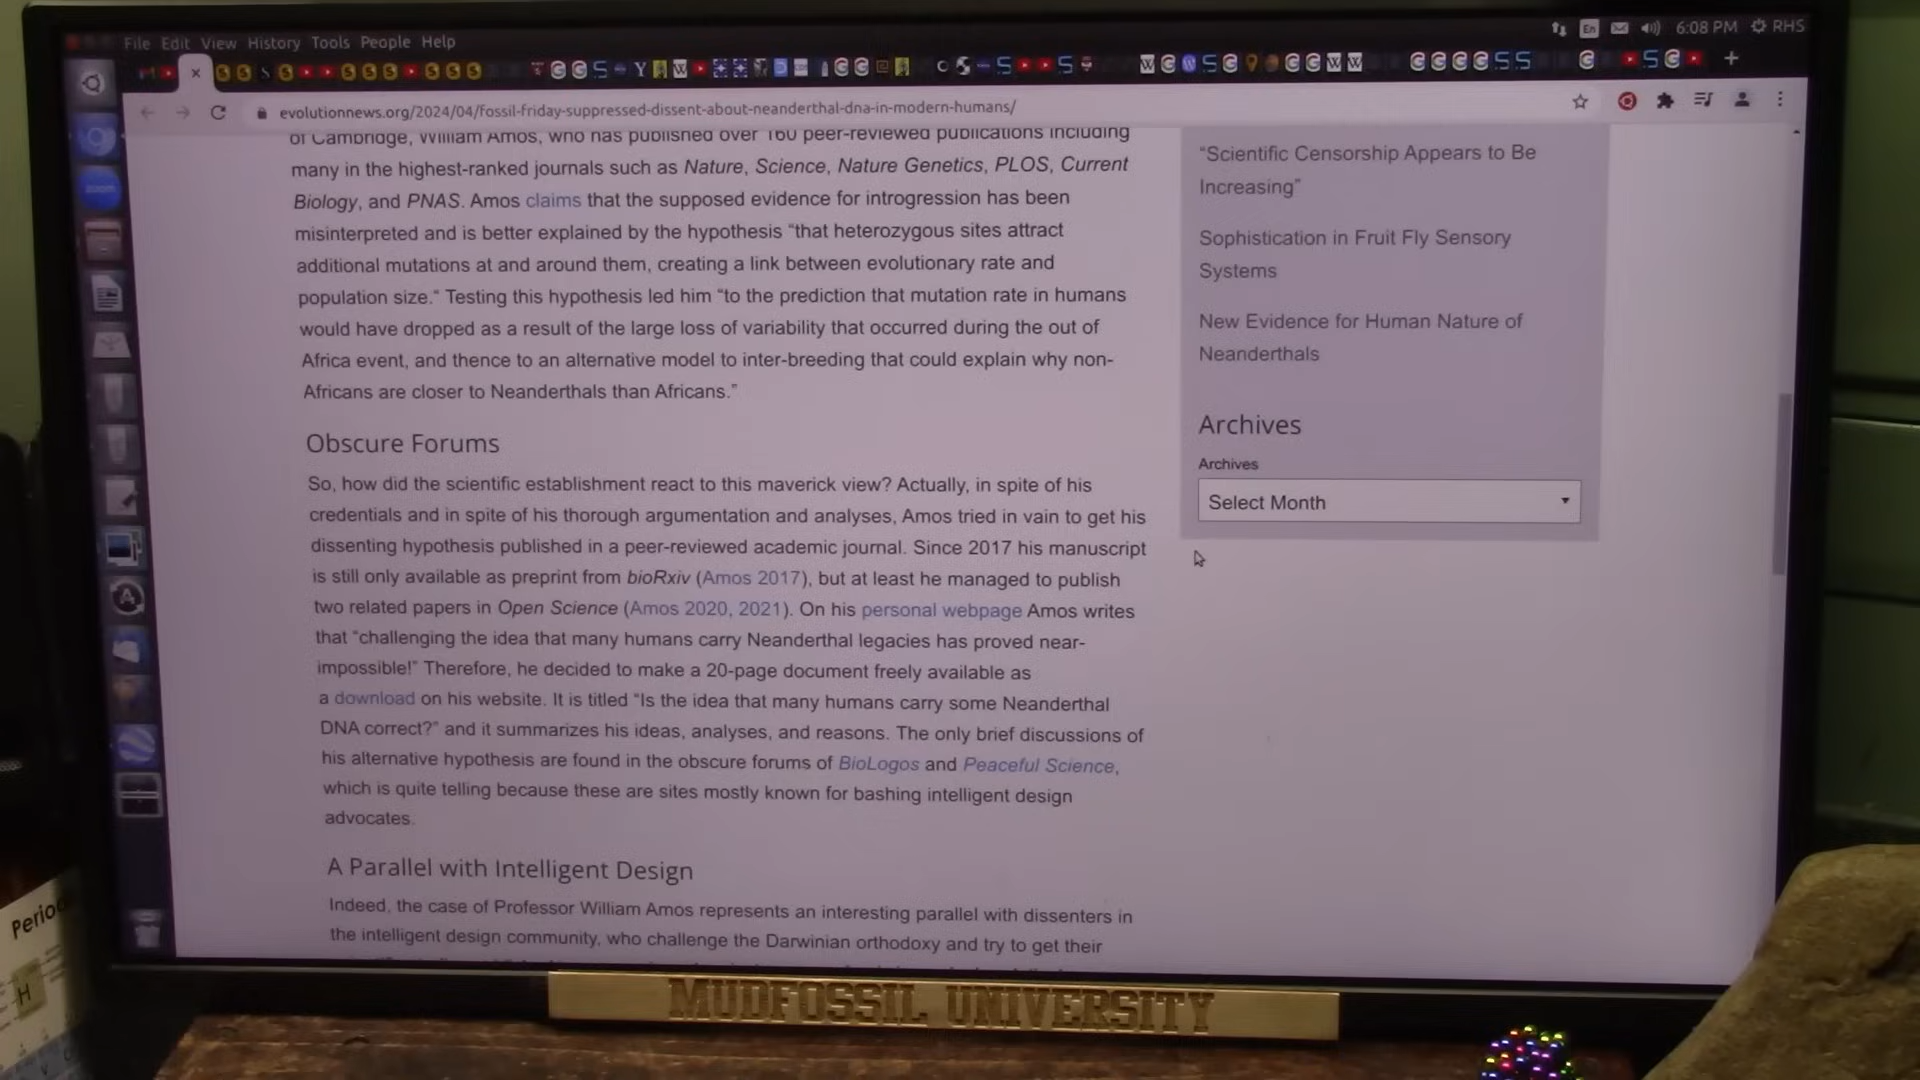 File Edit View History Tools People Help
En 6:08 PM RHS
evolutionnews.org/2024/04/fossil-friday-suppressed-dissent-about-neanderthal-dna-in-modern-humans/
of Cambridge, William Amos, who has published over 160 peer-reviewed publications including
many in the highest-ranked journals such as Nature, Science, Nature Genetics, PLOS, Current
Biology, and PNAS. Amos claims that the supposed evidence for introgression has been
misinterpreted and is better explained by the hypothesis “that heterozygous sites attract
additional mutations at and around them, creating a link between evolutionary rate and
population size.“ Testing this hypothesis led him “to the prediction that mutation rate in humans
would have dropped as a result of the large loss of variability that occurred during the out of
Africa event, and thence to an alternative model to inter-breeding that could explain why non-
Africans are closer to Neanderthals than Africans.”
Obscure Forums
So, how did the scientific establishment react to this maverick view? Actually, in spite of his
credentials and in spite of his thorough argumentation and analyses, Amos tried in vain to get his
dissenting hypothesis published in a peer-reviewed academic journal. Since 2017 his manuscript
is still only available as preprint from bioRxiv (Amos 2017), but at least he managed to publish
two related papers in Open Science (Amos 2020, 2021). On his personal webpage Amos writes
that “challenging the idea that many humans carry Neanderthal legacies has proved near-
impossible!” Therefore, he decided to make a 20-page document freely available as
a download on his website. It is titled “Is the idea that many humans carry some Neanderthal
DNA correct?” and it summarizes his ideas, analyses, and reasons. The only brief discussions of
his alternative hypothesis are found in the obscure forums of BioLogos and Peaceful Science,
which is quite telling because these are sites mostly known for bashing intelligent design
advocates.
A Parallel with Intelligent Design
Indeed, the case of Professor William Amos represents an interesting parallel with dissenters in
the intelligent design community, who challenge the Darwinian orthodoxy and try to get their
“Scientific Censorship Appears to Be
Increasing”
Sophistication in Fruit Fly Sensory
Systems
New Evidence for Human Nature of
Neanderthals
Archives
Archives
Select Month
zoom
Perio
H
MUDFOSSIL UNIVERSITY